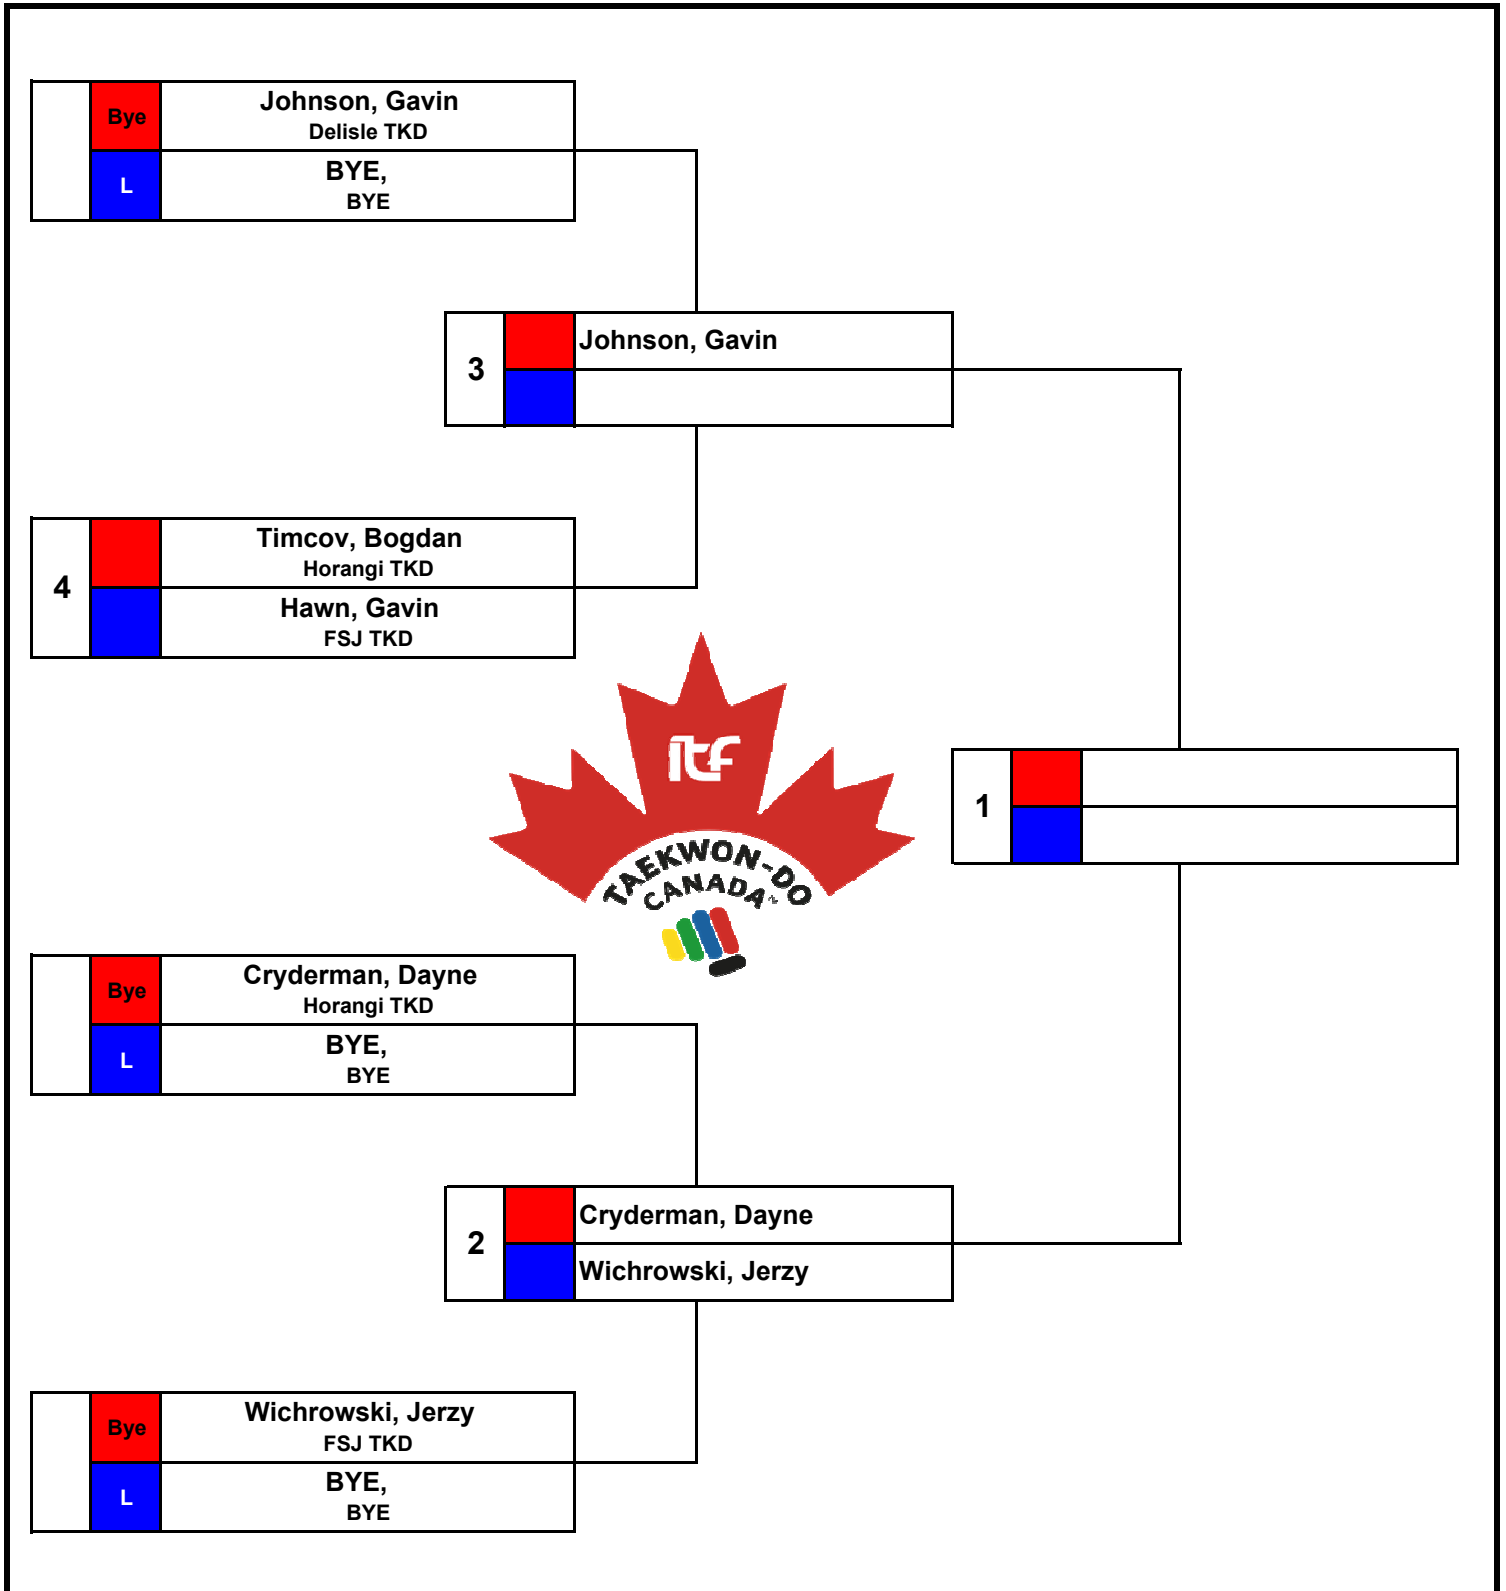 Bye
Johnson, Gavin
Delisle TKD
L
BYE,
BYE
3
Johnson, Gavin
4
Timcov, Bogdan
Horangi TKD
Hawn, Gavin
FSJ TKD
itf
TAEKWON-DO
CANADA
1
Bye
Cryderman, Dayne
Horangi TKD
L
BYE,
BYE
2
Cryderman, Dayne
Wichrowski, Jerzy
Bye
Wichrowski, Jerzy
FSJ TKD
L
BYE,
BYE